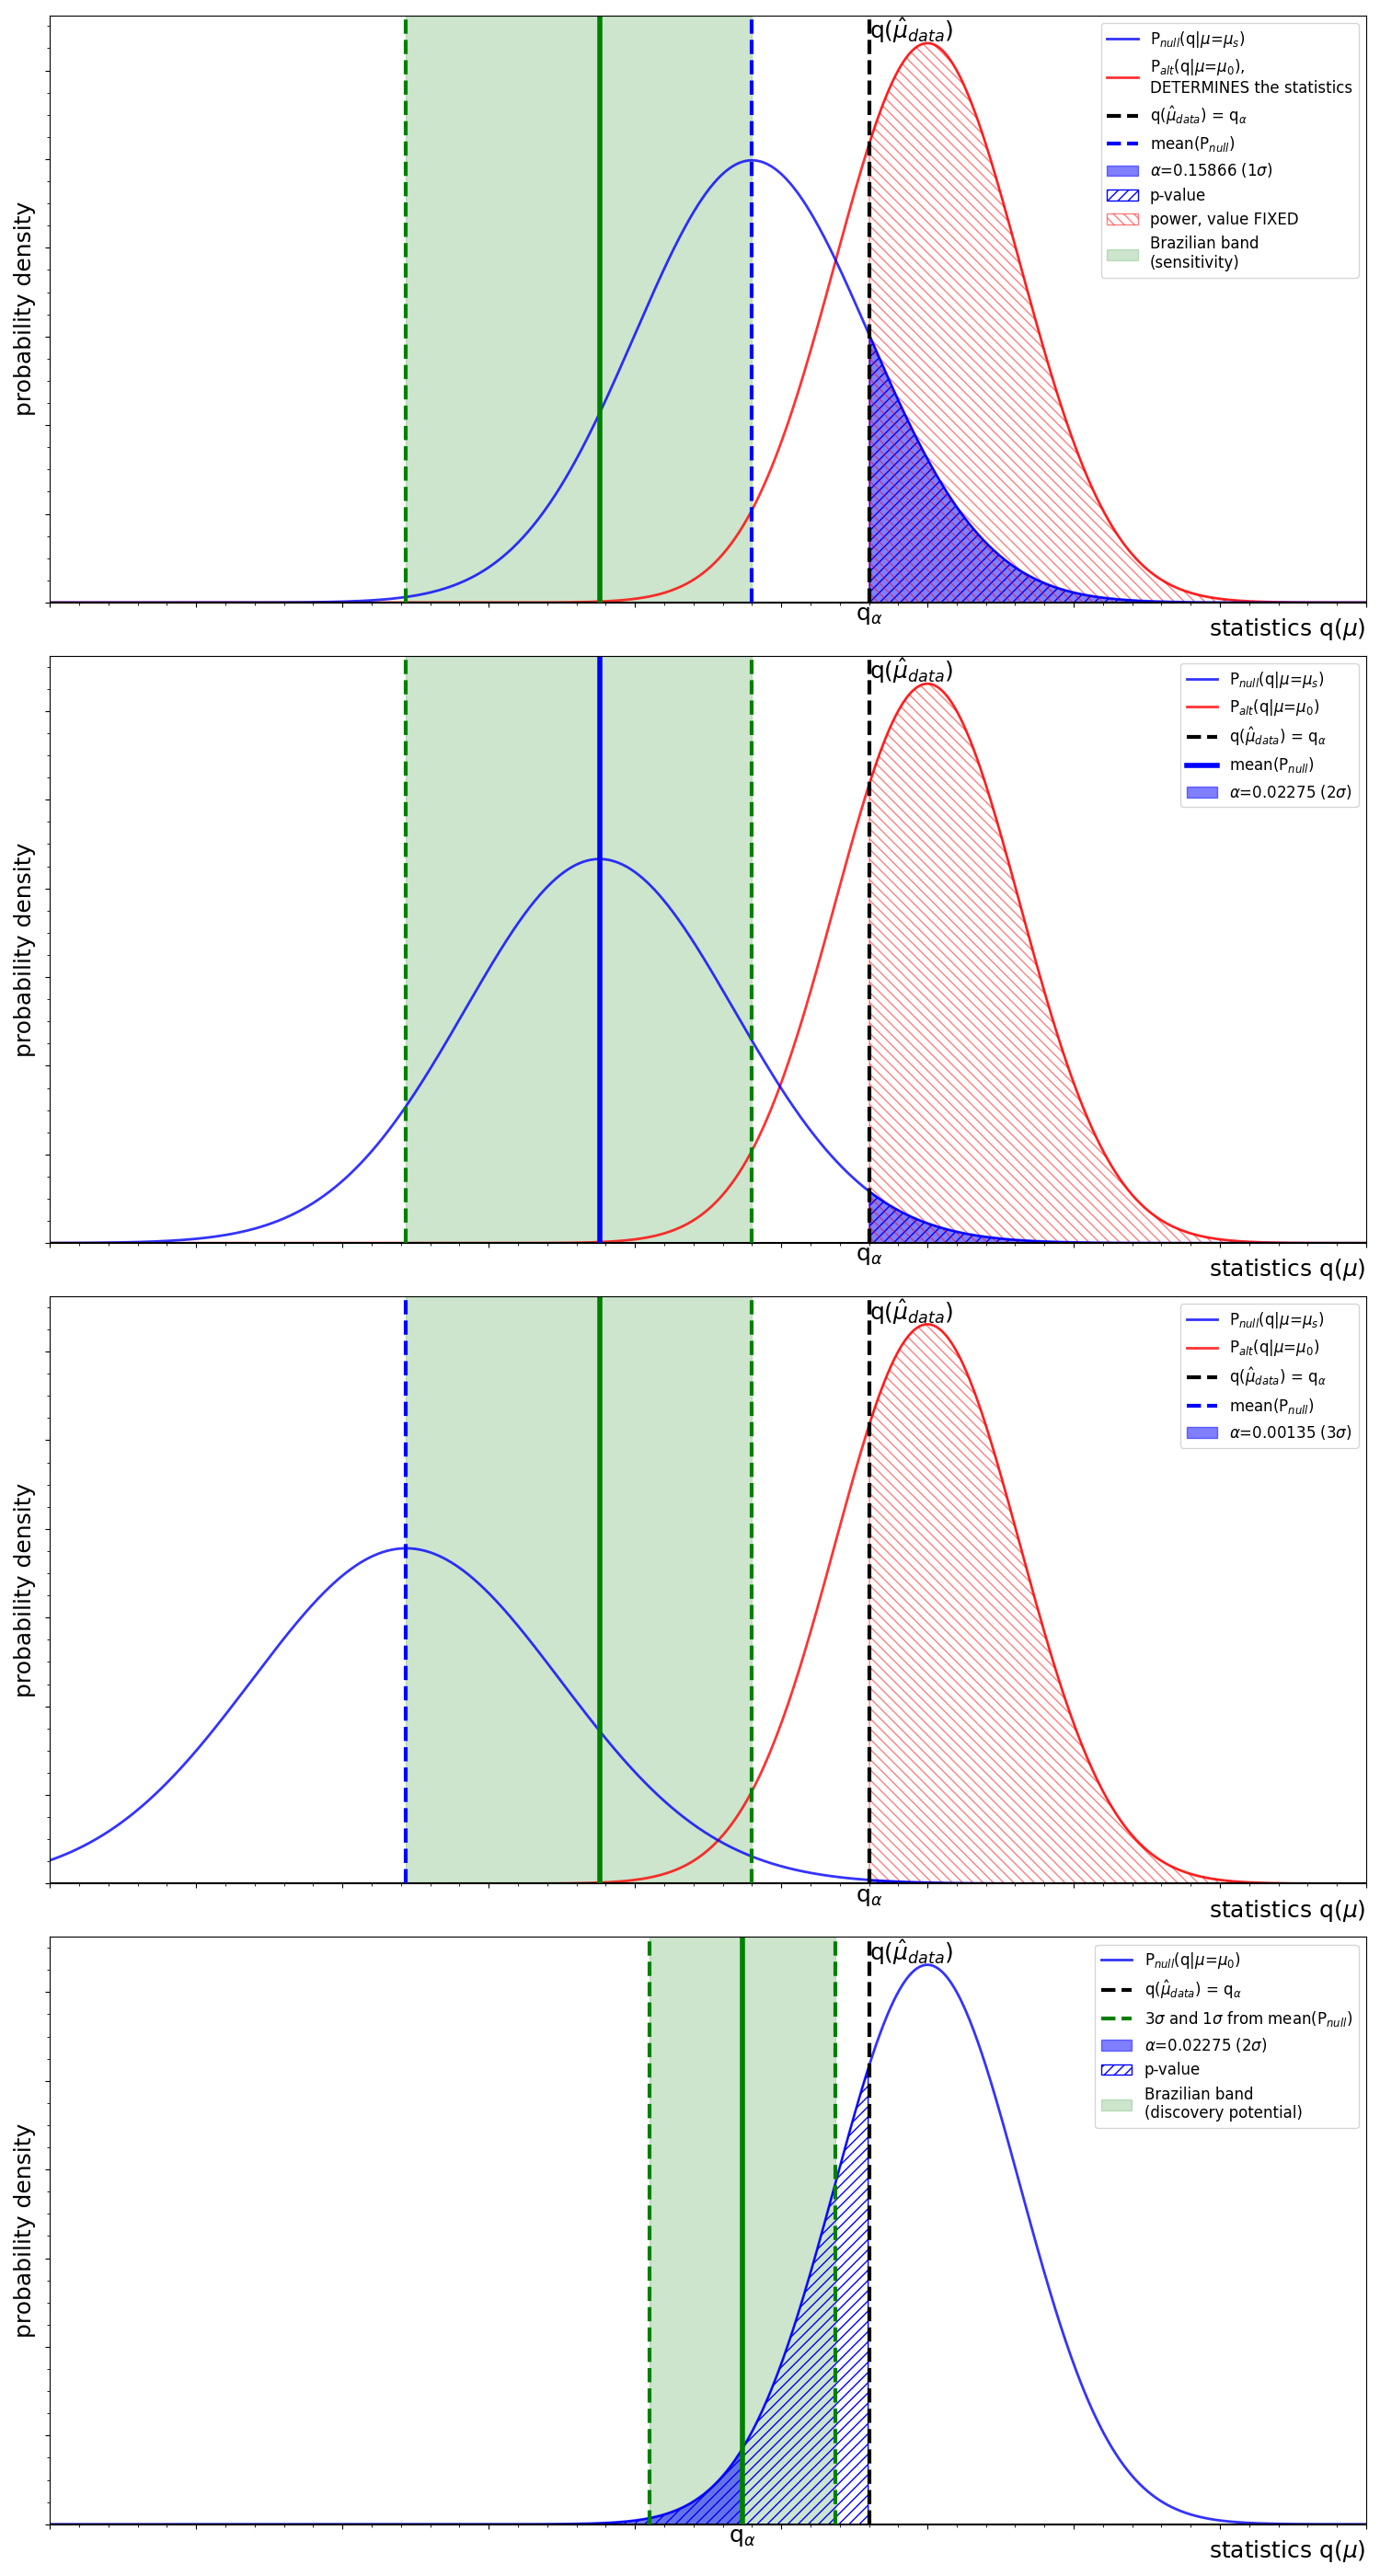 q(μ̂_data)
P_null(q|μ=μ_s)
P_alt(q|μ=μ_0),
DETERMINES the statistics
q(μ̂_data) = q_α
mean(P_null)
α=0.15866 (1σ)
p-value
power, value FIXED
Brazilian band
(sensitivity)
probability density
q_α
statistics q(μ)
q(μ̂_data)
P_null(q|μ=μ_s)
P_alt(q|μ=μ_0)
q(μ̂_data) = q_α
mean(P_null)
α=0.02275 (2σ)
probability density
q_α
statistics q(μ)
q(μ̂_data)
P_null(q|μ=μ_s)
P_alt(q|μ=μ_0)
q(μ̂_data) = q_α
mean(P_null)
α=0.00135 (3σ)
probability density
q_α
statistics q(μ)
q(μ̂_data)
P_null(q|μ=μ_0)
q(μ̂_data) = q_α
3σ and 1σ from mean(P_null)
α=0.02275 (2σ)
p-value
Brazilian band
(discovery potential)
probability density
q_α
statistics q(μ)